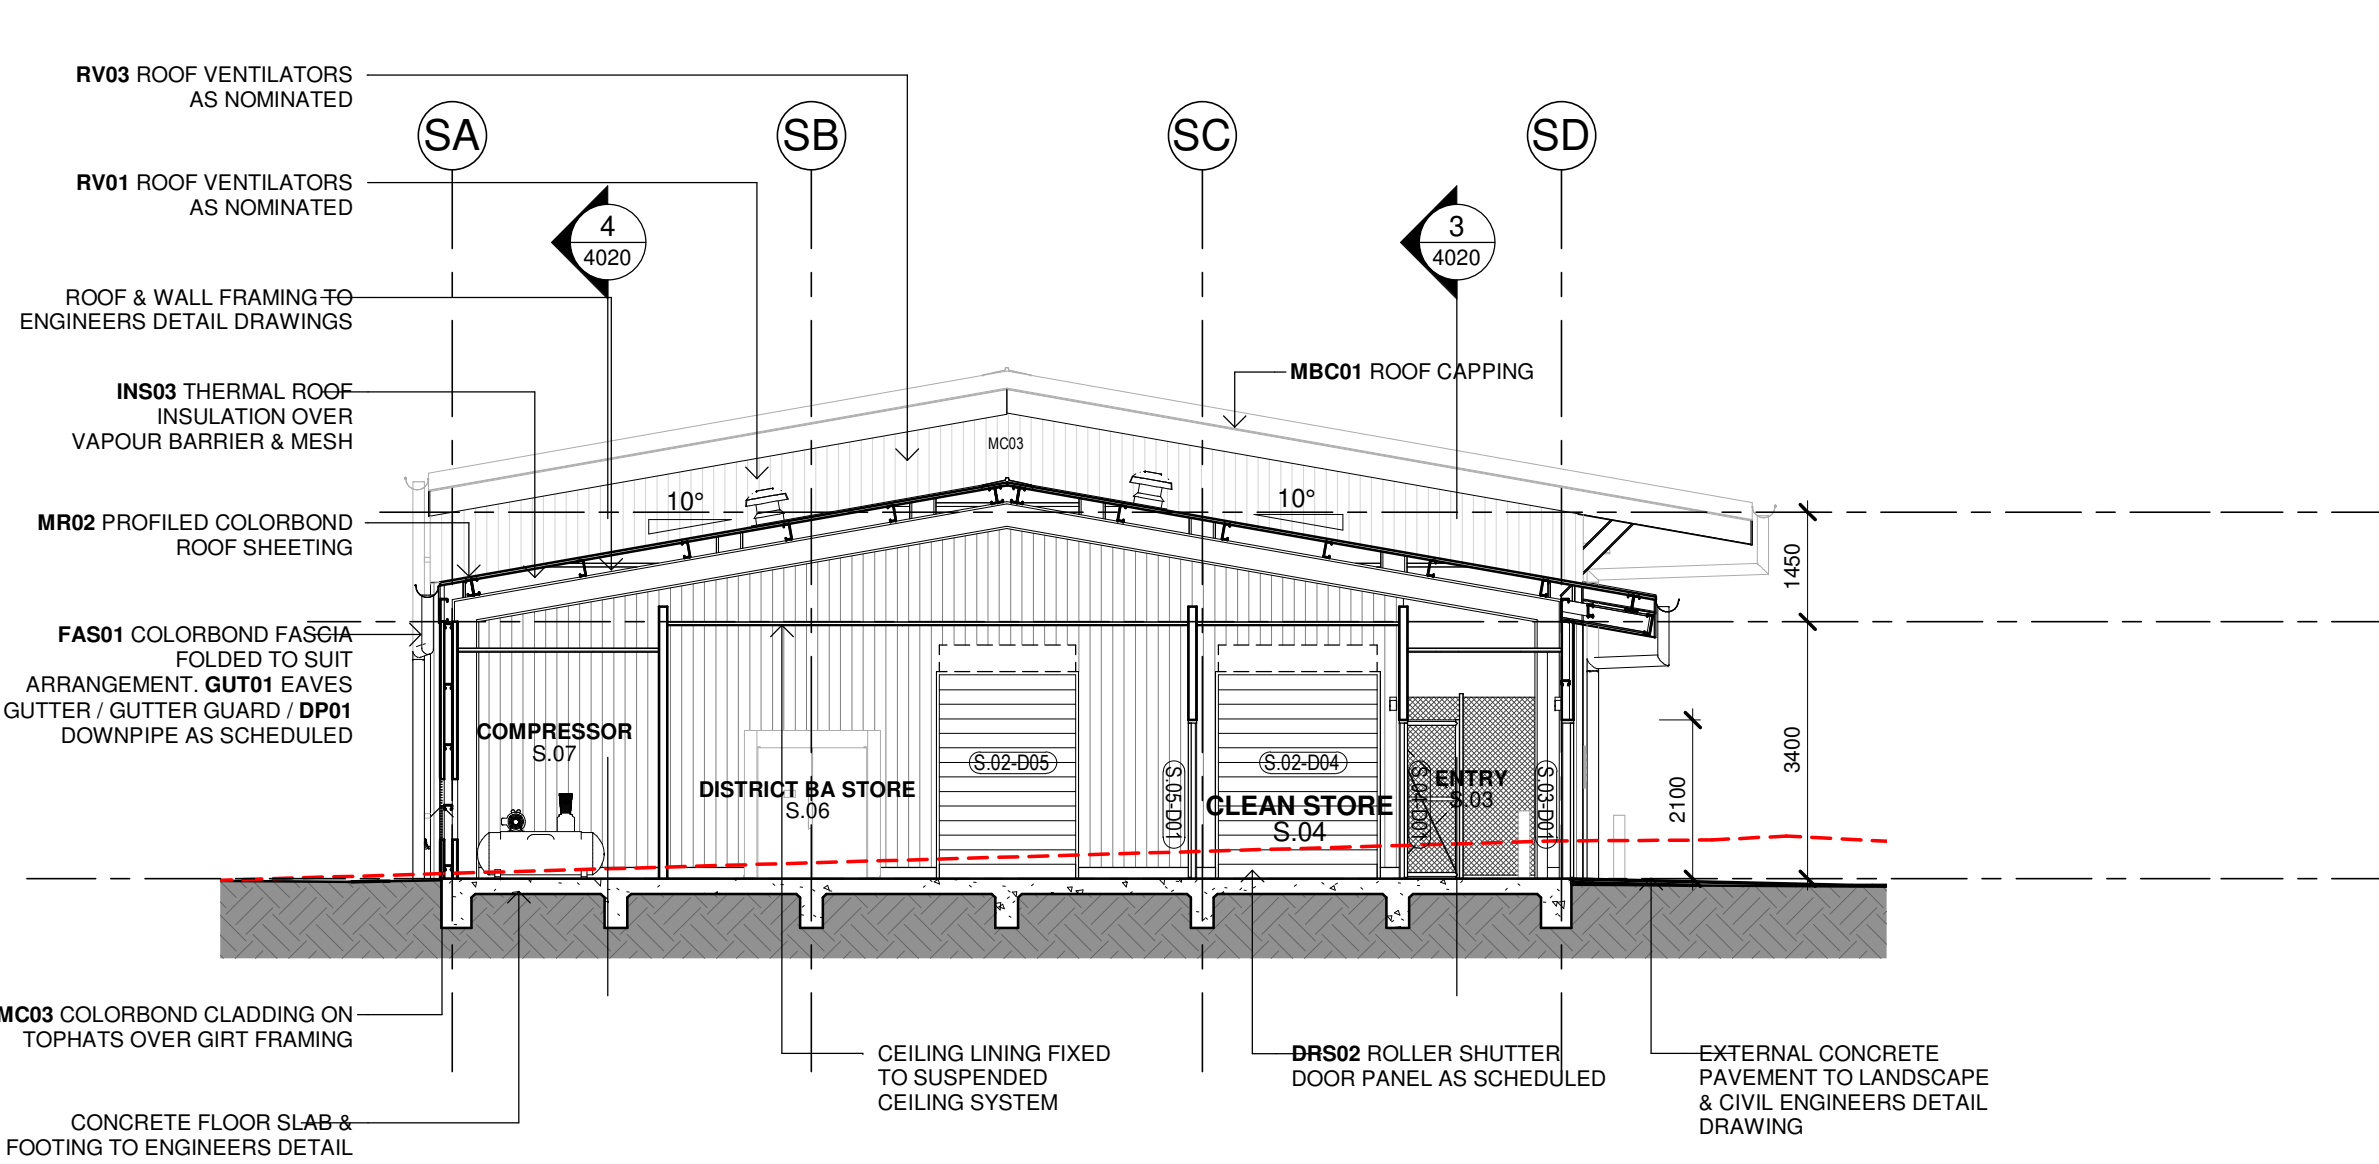 RV03 ROOF VENTILATORS
AS NOMINATED
SA
SB
SC
SD
RV01 ROOF VENTILATORS
AS NOMINATED
4
4020
3
4020
ROOF & WALL FRAMING TO
ENGINEERS DETAIL DRAWINGS
MBC01 ROOF CAPPING
INS03 THERMAL ROOF
INSULATION OVER
VAPOUR BARRIER & MESH
MC03
10°
10°
MR02 PROFILED COLORBOND
ROOF SHEETING
1450
FAS01 COLORBOND FASCIA
FOLDED TO SUIT
ARRANGEMENT. GUT01 EAVES
GUTTER / GUTTER GUARD / DP01
DOWNPIPE AS SCHEDULED
COMPRESSOR
S.07
DISTRICT BA STORE
S.06
S.02-D05
S.05-D01
S.02-D04
CLEAN STORE
S.04
S.04-D01
ENTRY
S.03
S.03-D01
2100
3400
MC03 COLORBOND CLADDING ON
TOPHATS OVER GIRT FRAMING
CEILING LINING FIXED
TO SUSPENDED
CEILING SYSTEM
DRS02 ROLLER SHUTTER
DOOR PANEL AS SCHEDULED
EXTERNAL CONCRETE
PAVEMENT TO LANDSCAPE
& CIVIL ENGINEERS DETAIL
DRAWING
CONCRETE FLOOR SLAB &
FOOTING TO ENGINEERS DETAIL